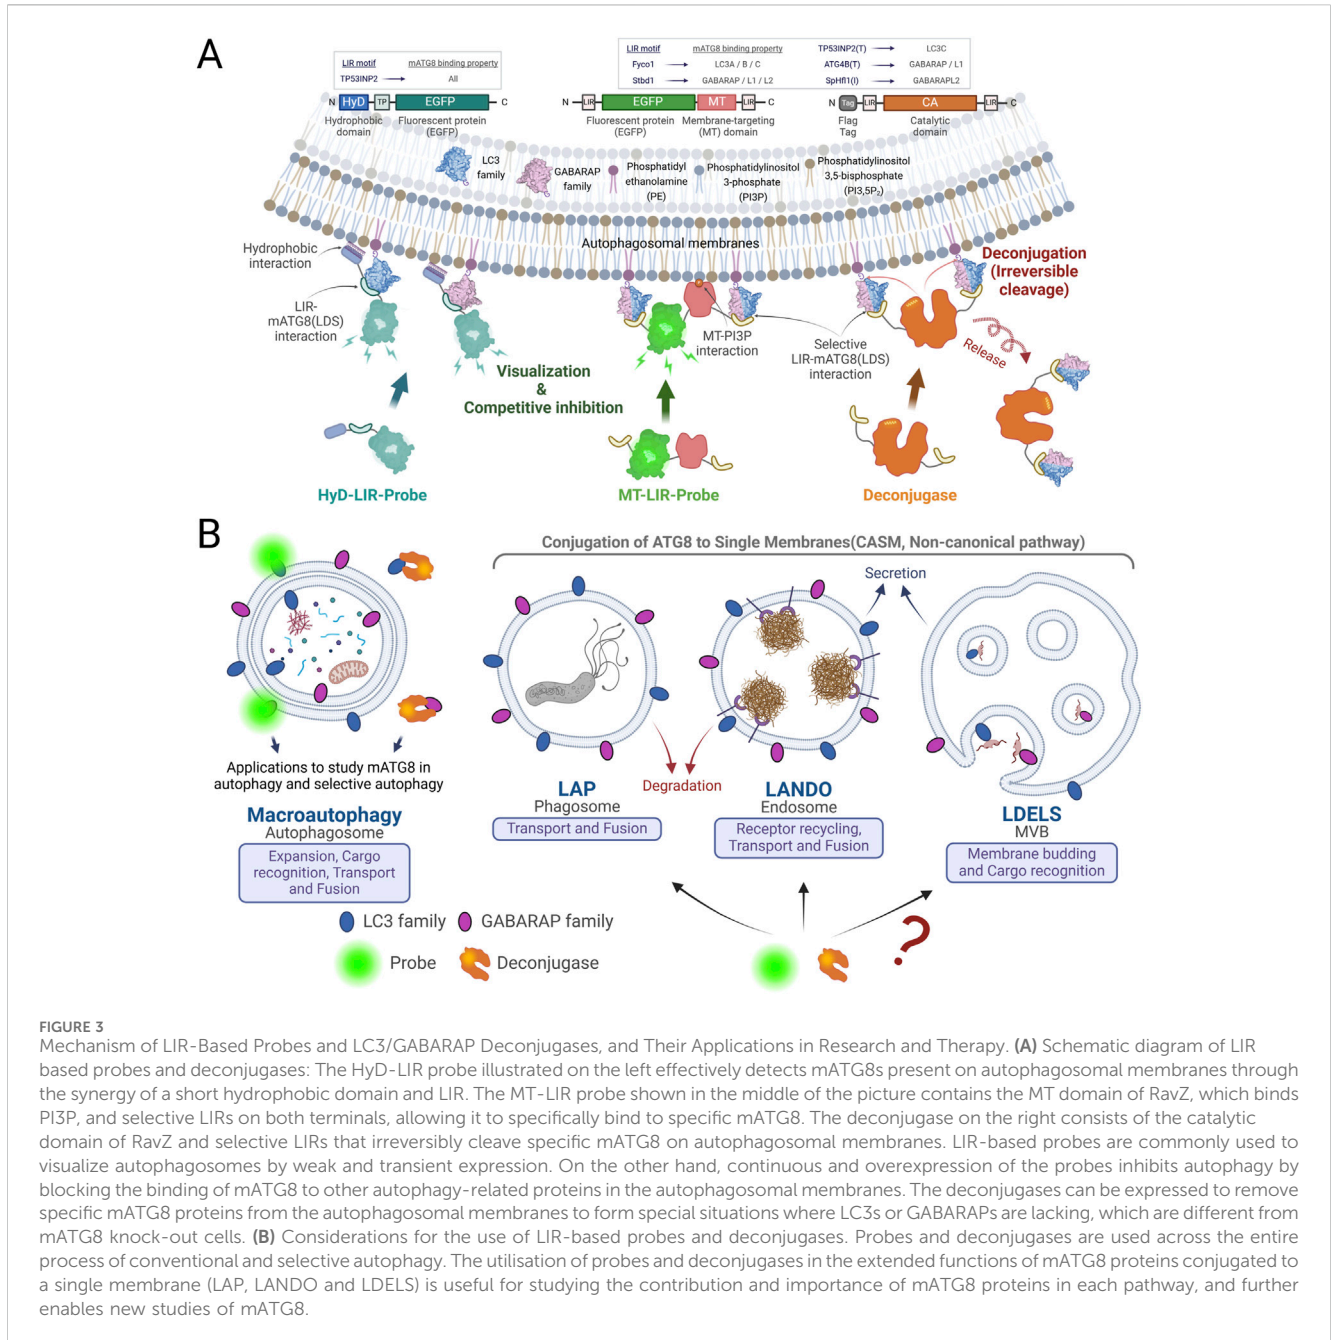 A
LIR motif mATG8 binding property
TP53INP2 All
LIR motif mATG8 binding property
Fyco1 LC3A / B / C
Stbd1 GABARAP / L1 / L2
TP53INP2(T) LC3C
ATG4B(T) GABARAP / L1
SpHfl1(I) GABARAPL2
N HyD TP EGFP C
Hydrophobic domain
Fluorescent protein (EGFP)
N LIR EGFP MT LIR C
Fluorescent protein (EGFP)
Membrane-targeting (MT) domain
N Tag LIR CA LIR C
Flag Tag
Catalytic domain
LC3 family
GABARAP family
Phosphatidyl ethanolamine (PE)
Phosphatidylinositol 3-phosphate (PI3P)
Phosphatidylinositol 3,5-bisphosphate (PI3,5P₂)
Autophagosomal membranes
Hydrophobic interaction
LIR-mATG8(LDS) interaction
MT-PI3P interaction
Selective LIR-mATG8(LDS) interaction
Deconjugation (Irreversible cleavage)
Release
Visualization & Competitive inhibition
HyD-LIR-Probe
MT-LIR-Probe
Deconjugase
B
Conjugation of ATG8 to Single Membranes(CASM, Non-canonical pathway)
Secretion
Applications to study mATG8 in
autophagy and selective autophagy
Macroautophagy
Autophagosome
Expansion, Cargo
recognition, Transport
and Fusion
LAP
Phagosome
Transport and Fusion
Degradation
LANDO
Endosome
Receptor recycling,
Transport and Fusion
LDELS
MVB
Membrane budding
and Cargo recognition
LC3 family GABARAP family
Probe Deconjugase
?
FIGURE 3
Mechanism of LIR-Based Probes and LC3/GABARAP Deconjugases, and Their Applications in Research and Therapy. (A) Schematic diagram of LIR
based probes and deconjugases: The HyD-LIR probe illustrated on the left effectively detects mATG8s present on autophagosomal membranes through
the synergy of a short hydrophobic domain and LIR. The MT-LIR probe shown in the middle of the picture contains the MT domain of RavZ, which binds
PI3P, and selective LIRs on both terminals, allowing it to specifically bind to specific mATG8. The deconjugase on the right consists of the catalytic
domain of RavZ and selective LIRs that irreversibly cleave specific mATG8 on autophagosomal membranes. LIR-based probes are commonly used to
visualize autophagosomes by weak and transient expression. On the other hand, continuous and overexpression of the probes inhibits autophagy by
blocking the binding of mATG8 to other autophagy-related proteins in the autophagosomal membranes. The deconjugases can be expressed to remove
specific mATG8 proteins from the autophagosomal membranes to form special situations where LC3s or GABARAPs are lacking, which are different from
mATG8 knock-out cells. (B) Considerations for the use of LIR-based probes and deconjugases. Probes and deconjugases are used across the entire
process of conventional and selective autophagy. The utilisation of probes and deconjugases in the extended functions of mATG8 proteins conjugated to
a single membrane (LAP, LANDO and LDELS) is useful for studying the contribution and importance of mATG8 proteins in each pathway, and further
enables new studies of mATG8.